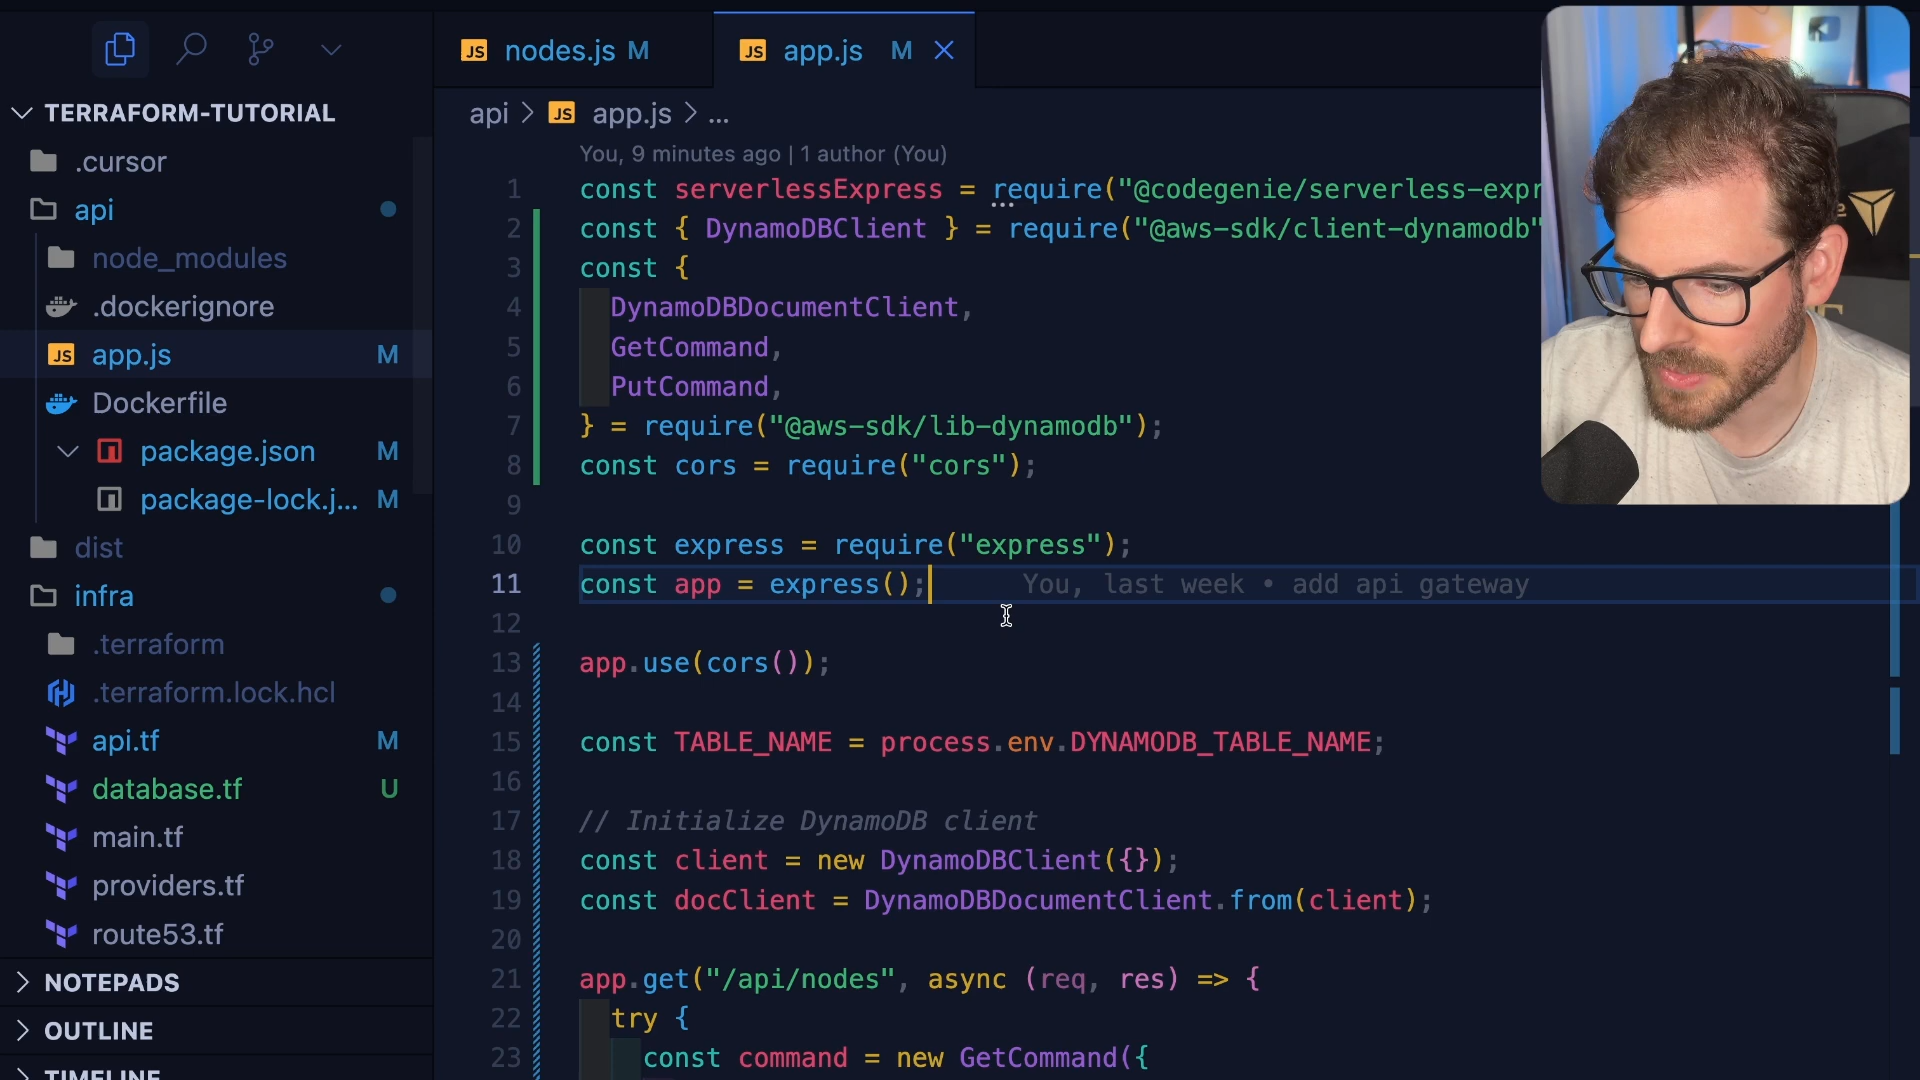 nodes.js M
app.js M
TERRAFORM-TUTORIAL
.cursor
api
node_modules
.dockerignore
app.js M
Dockerfile
package.json M
package-lock.j... M
dist
infra
.terraform
.terraform.lock.hcl
api.tf M
database.tf U
main.tf
providers.tf
route53.tf
NOTEPADS
OUTLINE
TIMELINE
api > JS app.js > ...
You, 9 minutes ago | 1 author (You)
1 const serverlessExpress = require("@codegenie/serverless-expr
2 const { DynamoDBClient } = require("@aws-sdk/client-dynamodb"
3 const {
4 DynamoDBDocumentClient,
5 GetCommand,
6 PutCommand,
7 } = require("@aws-sdk/lib-dynamodb");
8 const cors = require("cors");
9
10 const express = require("express");
11 const app = express(); You, last week • add api gateway
12
13 app.use(cors());
14
15 const TABLE_NAME = process.env.DYNAMODB_TABLE_NAME;
16
17 // Initialize DynamoDB client
18 const client = new DynamoDBClient({});
19 const docClient = DynamoDBDocumentClient.from(client);
20
21 app.get("/api/nodes", async (req, res) => {
22 try {
23 const command = new GetCommand({